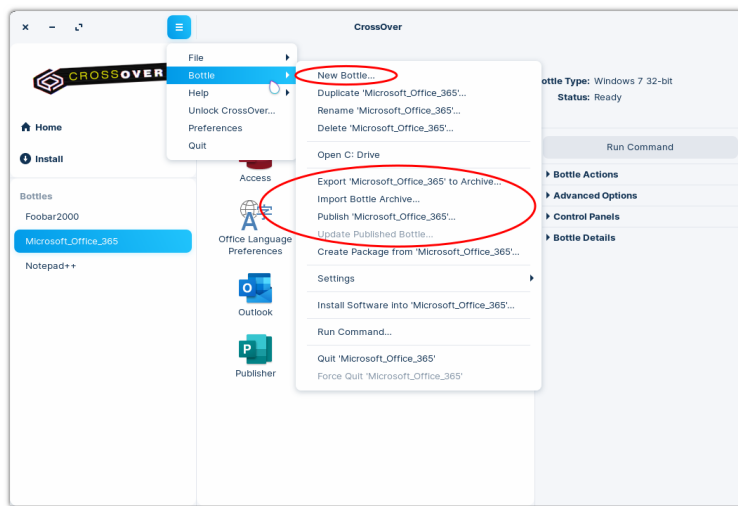 CrossOver
CROSSOVER
Home
Install
Bottles
Foobar2000
Microsoft_Office_365
Notepad++
File
Bottle
Help
Unlock CrossOver...
Preferences
Quit
New Bottle...
Duplicate 'Microsoft_Office_365'...
Rename 'Microsoft_Office_365'...
Delete 'Microsoft_Office_365'...
Open C: Drive
Export 'Microsoft_Office_365' to Archive...
Import Bottle Archive...
Publish 'Microsoft_Office_365'...
Update Published Bottle...
Create Package from 'Microsoft_Office_365'...
Settings
Install Software into 'Microsoft_Office_365'...
Run Command...
Quit 'Microsoft_Office_365'
Force Quit 'Microsoft_Office_365'
Access
A字
Office Language
Preferences
Outlook
Publisher
ottle Type: Windows 7 32-bit
Status: Ready
Run Command
Bottle Actions
Advanced Options
Control Panels
Bottle Details